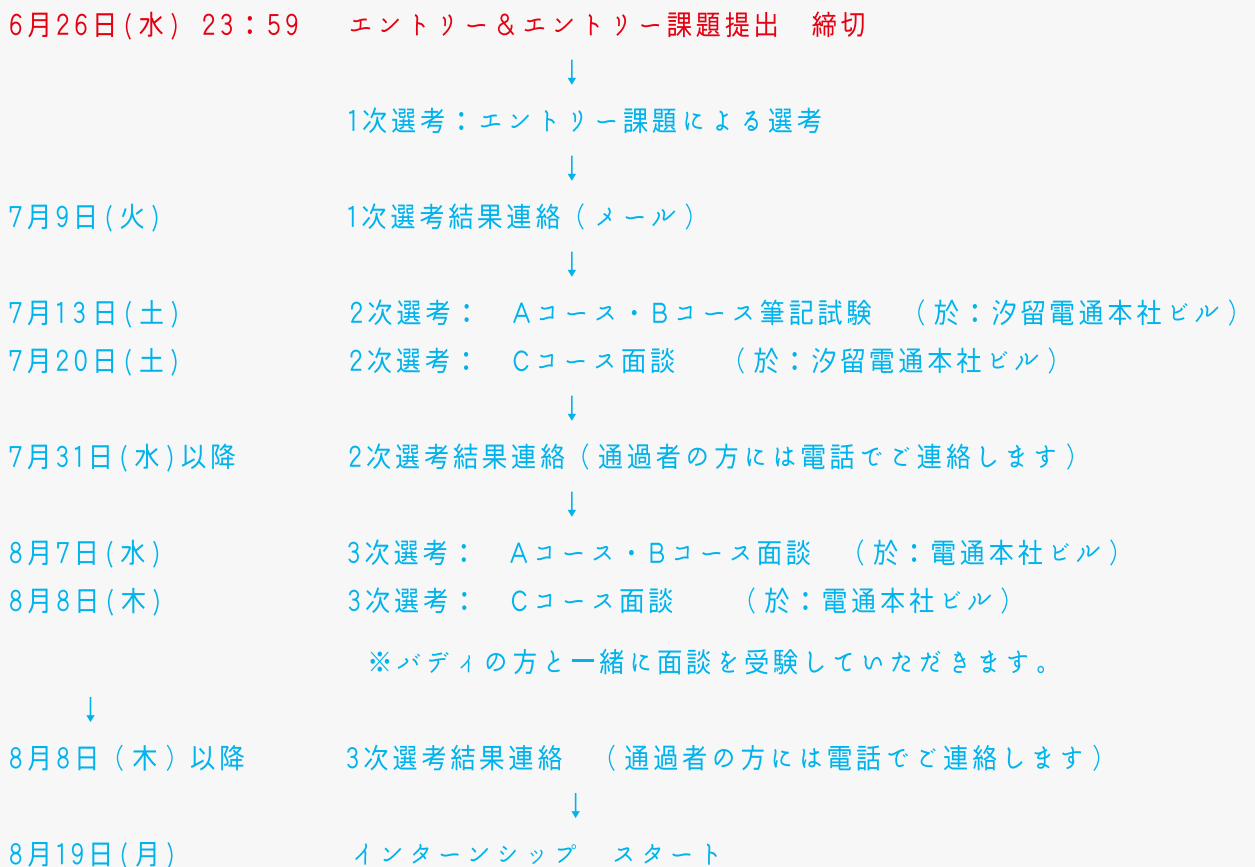 6月26日(水) 23：59　エントリー＆エントリー課題提出　締切
↓
1次選考：エントリー課題による選考
↓
7月9日(火)　1次選考結果連絡（メール）
↓
7月13日(土)　2次選考：　Aコース・Bコース筆記試験　（於：汐留電通本社ビル）
7月20日(土)　2次選考：　Cコース面談　（於：汐留電通本社ビル）
↓
7月31日(水)以降　2次選考結果連絡（通過者の方には電話でご連絡します）
↓
8月7日(水)　3次選考：　Aコース・Bコース面談　（於：電通本社ビル）
8月8日(木)　3次選考：　Cコース面談　（於：電通本社ビル）
※バディの方と一緒に面談を受験していただきます。
↓
8月8日（木）以降　3次選考結果連絡　（通過者の方には電話でご連絡します）
↓
8月19日(月)　インターンシップ　スタート